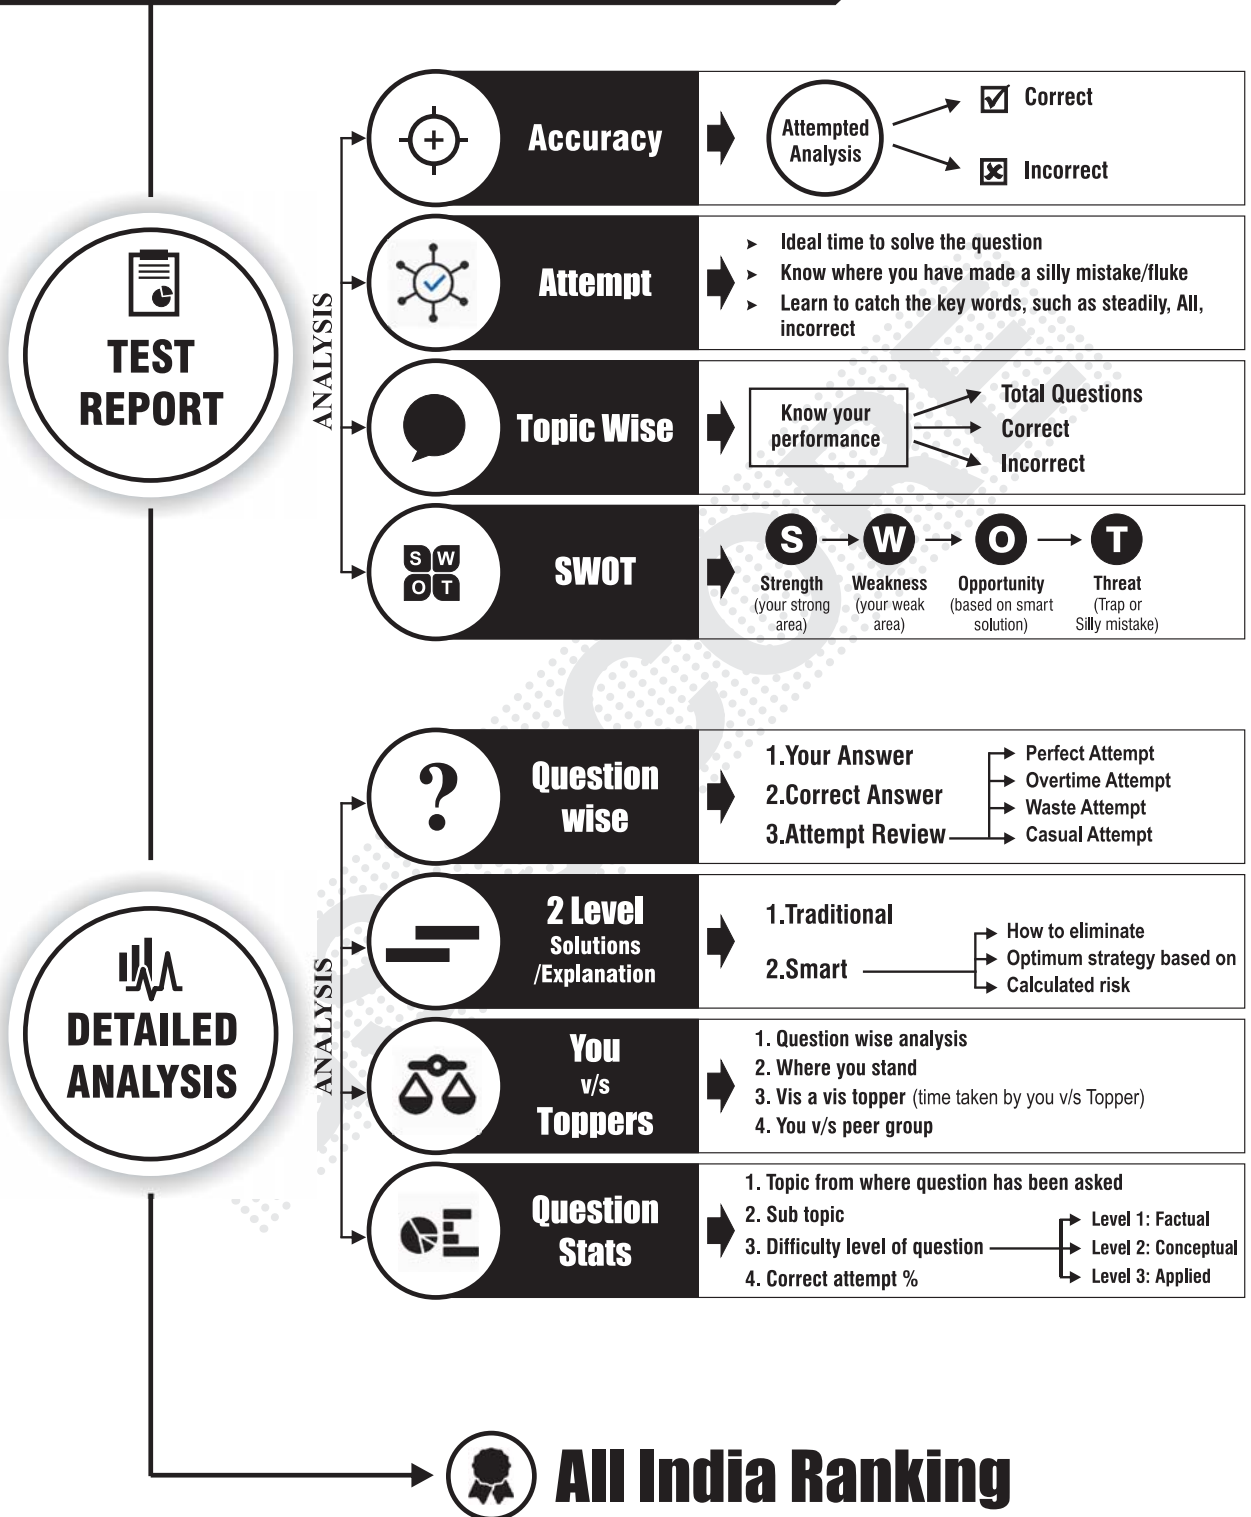 Accuracy
Attempted
Analysis
Correct
Incorrect
TEST
REPORT
ANALYSIS
Attempt
➤ Ideal time to solve the question
➤ Know where you have made a silly mistake/fluke
➤ Learn to catch the key words, such as steadily, All,
incorrect
Topic Wise
Know your
performance
Total Questions
Correct
Incorrect
S W
O T
SWOT
S W O T
Strength
(your strong
area)
Weakness
(your weak
area)
Opportunity
(based on smart
solution)
Threat
(Trap or
Silly mistake)
DETAILED
ANALYSIS
ANALYSIS
?
Question
wise
1.Your Answer
2.Correct Answer
3.Attempt Review
Perfect Attempt
Overtime Attempt
Waste Attempt
Casual Attempt
2 Level
Solutions
/Explanation
1.Traditional
2.Smart
How to eliminate
Optimum strategy based on
Calculated risk
You
v/s
Toppers
1. Question wise analysis
2. Where you stand
3. Vis a vis topper (time taken by you v/s Topper)
4. You v/s peer group
Question
Stats
1. Topic from where question has been asked
2. Sub topic
3. Difficulty level of question
4. Correct attempt %
Level 1: Factual
Level 2: Conceptual
Level 3: Applied
All India Ranking